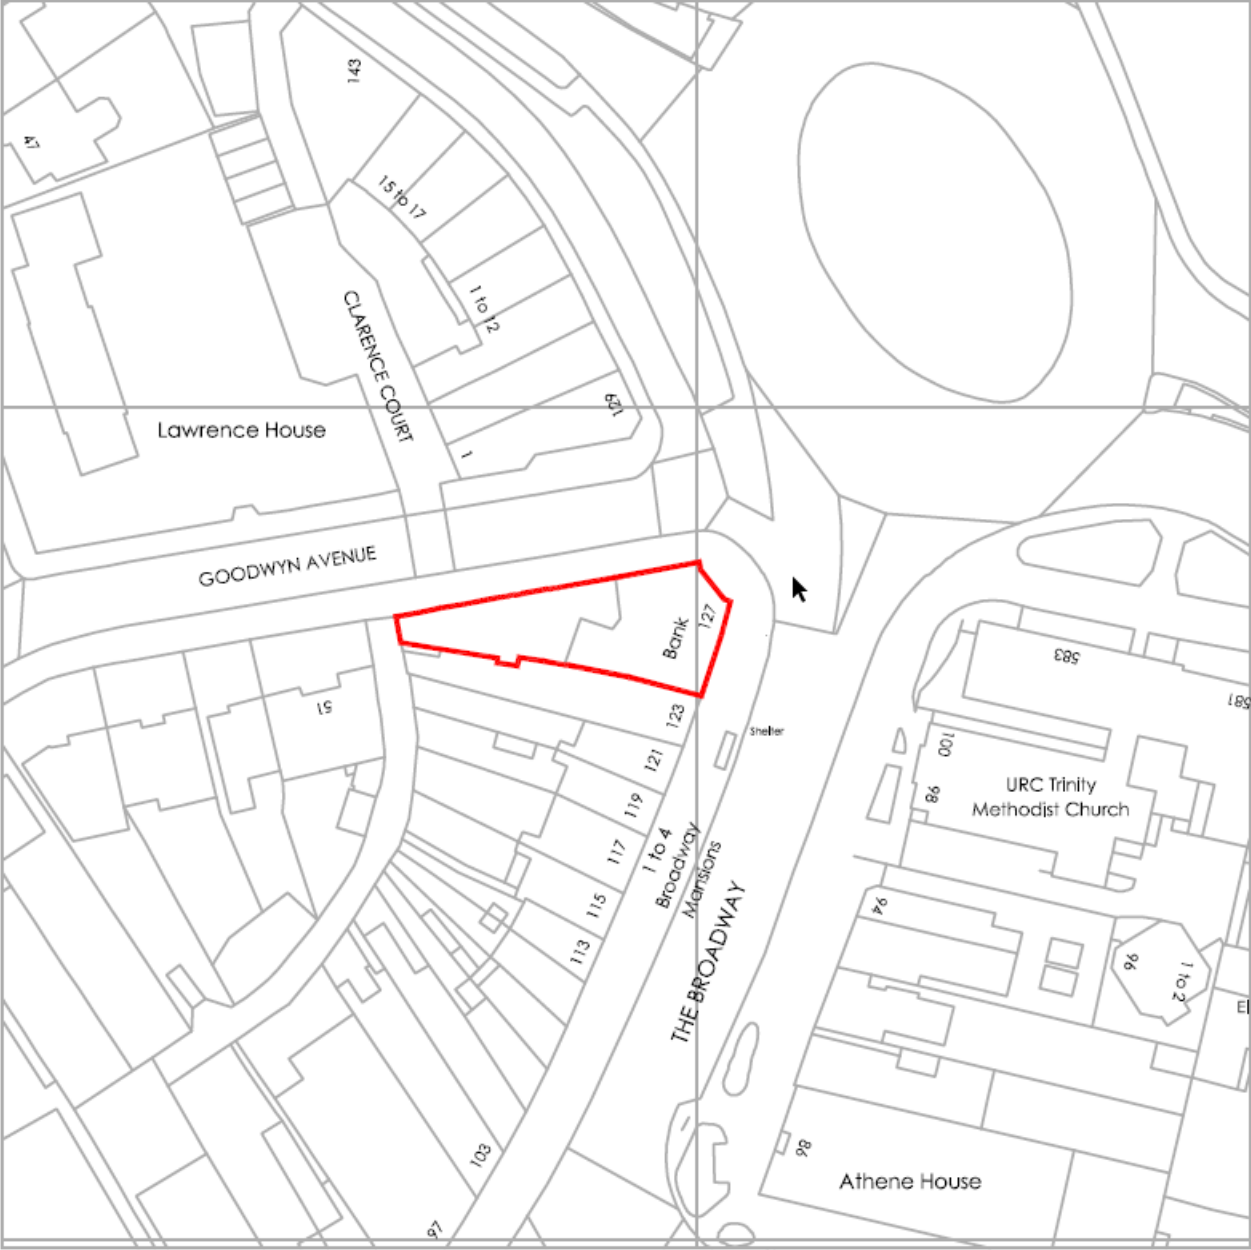 143
47
15 to 17
1 to 12
CLARENCE COURT
129
Lawrence House
1
GOODWYN AVENUE
127
Bank
583
581
51
123
Shelter
121
100
98
URC Trinity
Methodist Church
119
117
1 to 4
Broadway
Mansions
115
94
THE BROADWAY
113
96
1 to 2
El
103
86
Athene House
97